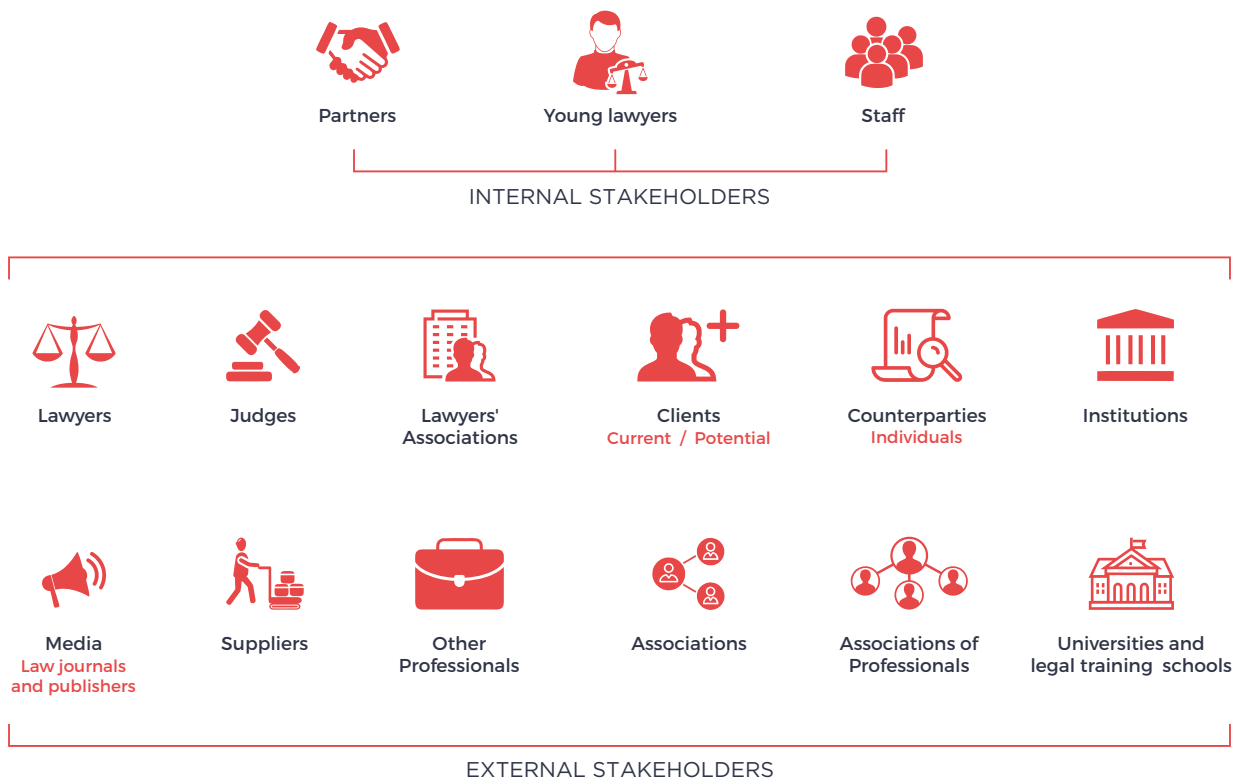 Partners
Young lawyers
Staff
INTERNAL STAKEHOLDERS
Lawyers
Judges
Lawyers'
Associations
Clients
Current / Potential
Counterparties
Individuals
Institutions
Media
Law journals
and publishers
Suppliers
Other
Professionals
Associations
Associations of
Professionals
Universities and
legal training schools
EXTERNAL STAKEHOLDERS